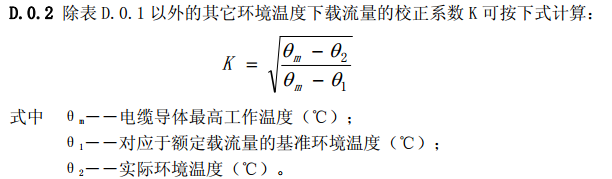 D.0.2 除表 D.0.1 以外的其它环境温度下载流量的校正系数 K 可按下式计算：
K = √((θm − θ2)/(θm − θ1))
式中 θm——电缆导体最高工作温度（℃）；
θ1——对应于额定载流量的基准环境温度（℃）；
θ2——实际环境温度（℃）。